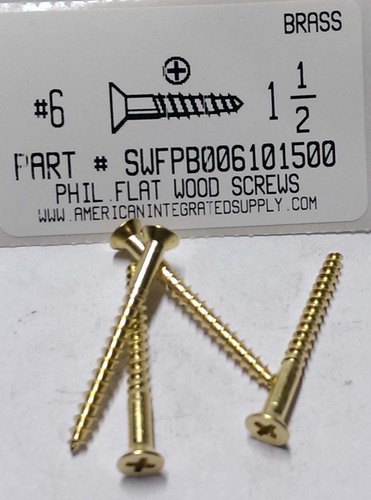 BRASS
#6 1 1/2
PART # SWFPB006101500
PHIL FLAT WOOD SCREWS
WWW.AMERICANINTEGRATEDSUPPLY.COM